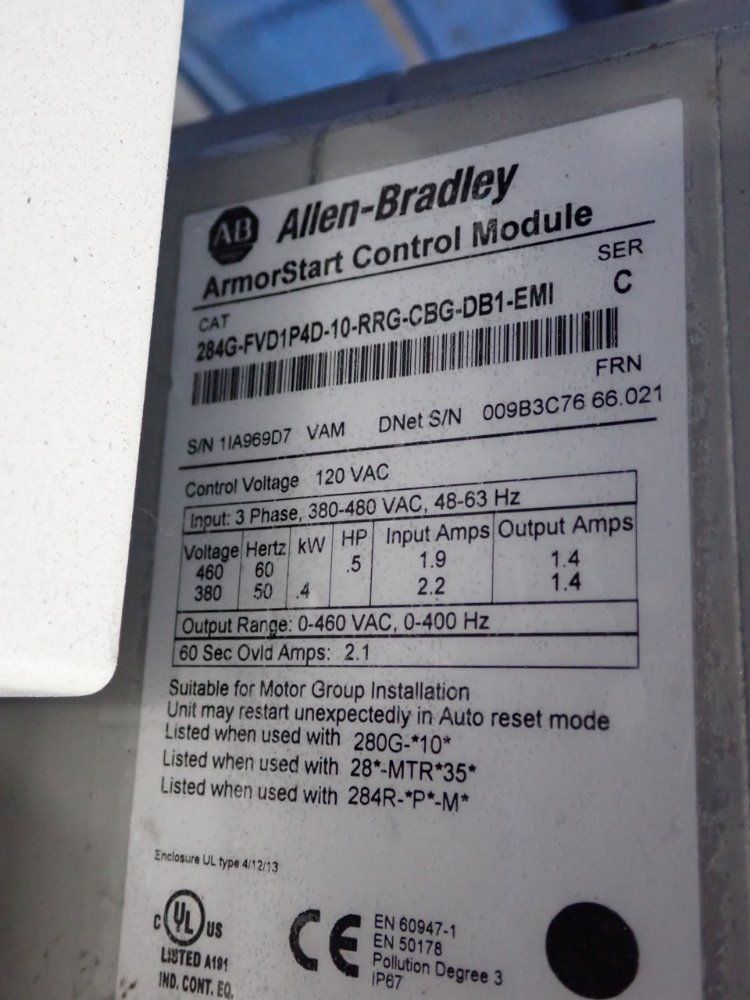 AB Allen-Bradley
ArmorStart Control Module
CAT SER
284G-FVD1P4D-10-RRG-CBG-DB1-EMI C
FRN
S/N 1IA969D7 VAM DNet S/N 009B3C76 66.021
Control Voltage 120 VAC
Input: 3 Phase, 380-480 VAC, 48-63 Hz
Voltage Hertz kW HP Input Amps Output Amps
460 60 .5 1.9 1.4
380 50 .4 2.2 1.4
Output Range: 0-460 VAC, 0-400 Hz
60 Sec Ovld Amps: 2.1
Suitable for Motor Group Installation
Unit may restart unexpectedly in Auto reset mode
Listed when used with 280G-*10*
Listed when used with 28*-MTR*35*
Listed when used with 284R-*P*-M*
Enclosure UL type 4/12/13
C UL US
LISTED A191
IND. CONT. EQ.
CE
EN 60947-1
EN 50178
Pollution Degree 3
IP67